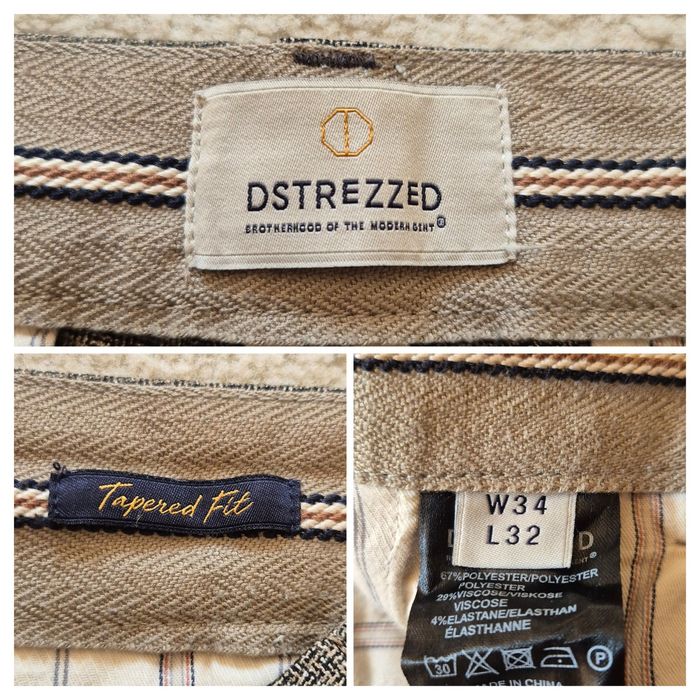 DSTREZZED
BROTHERHOOD OF THE MODERN GENT®
Tapered Fit
W34
L32
67%POLYESTER/POLYESTER
POLYESTER
29%VISCOSE/VISKOSE
VISCOSE
4%ELASTANE/ELASTHAN
ÉLASTHANNE
30
P
MADE IN CHINA